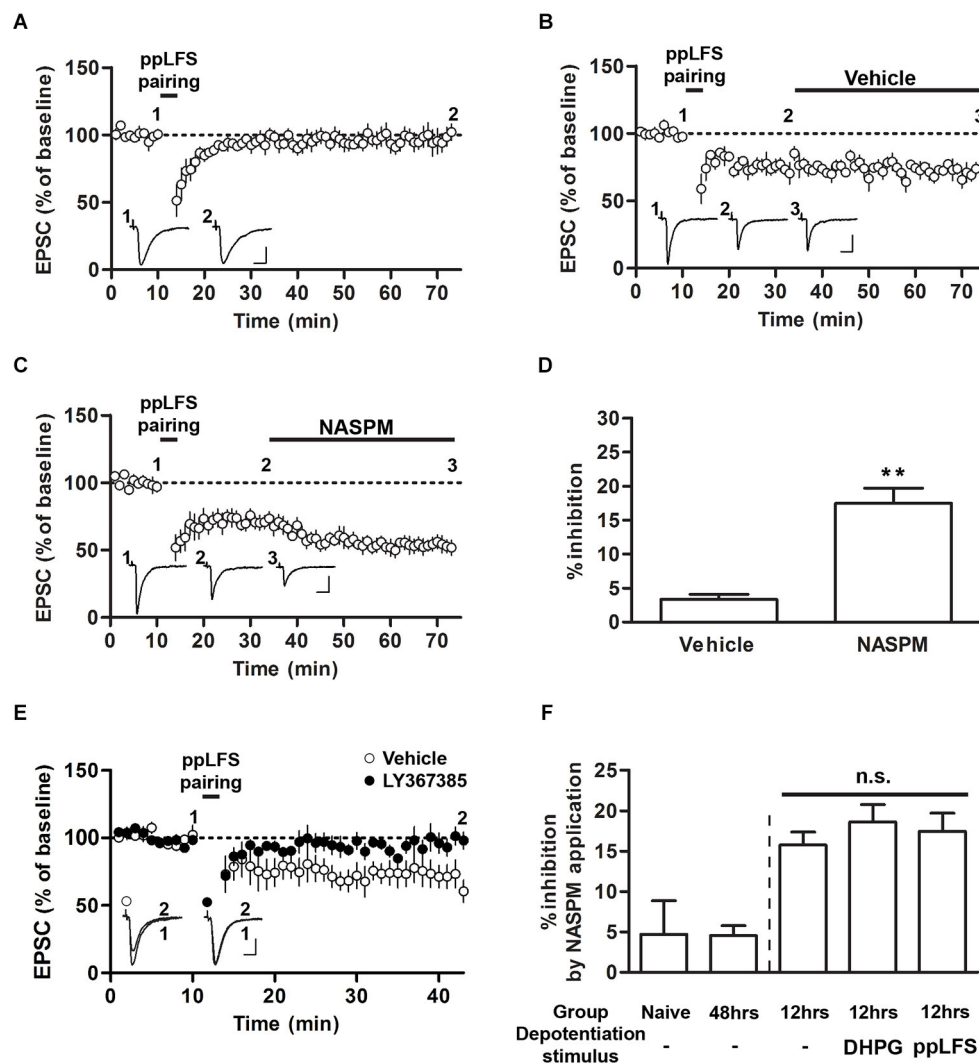 A
ppLFS
pairing
150
100
50
0
1
2
1
2
EPSC (% of baseline)
0 10 20 30 40 50 60 70
Time (min)
B
ppLFS
pairing
Vehicle
150
100
50
0
1
2
3
1
2
3
EPSC (% of baseline)
0 10 20 30 40 50 60 70
Time (min)
C
ppLFS
pairing
NASPM
150
100
50
0
1
2
3
1
2
3
EPSC (% of baseline)
0 10 20 30 40 50 60 70
Time (min)
D
30
25
20
15
10
5
0
%inhibition
**
Vehicle NASPM
E
ppLFS
pairing
Vehicle
LY367385
150
100
50
0
1
2
2
1
2
1
EPSC (% of baseline)
0 10 20 30 40
Time (min)
F
25
20
15
10
5
0
%inhibition
by NASPM application
n.s.
Group Naive 48hrs 12hrs 12hrs 12hrs
Depotentiation
stimulus - - - DHPG ppLFS